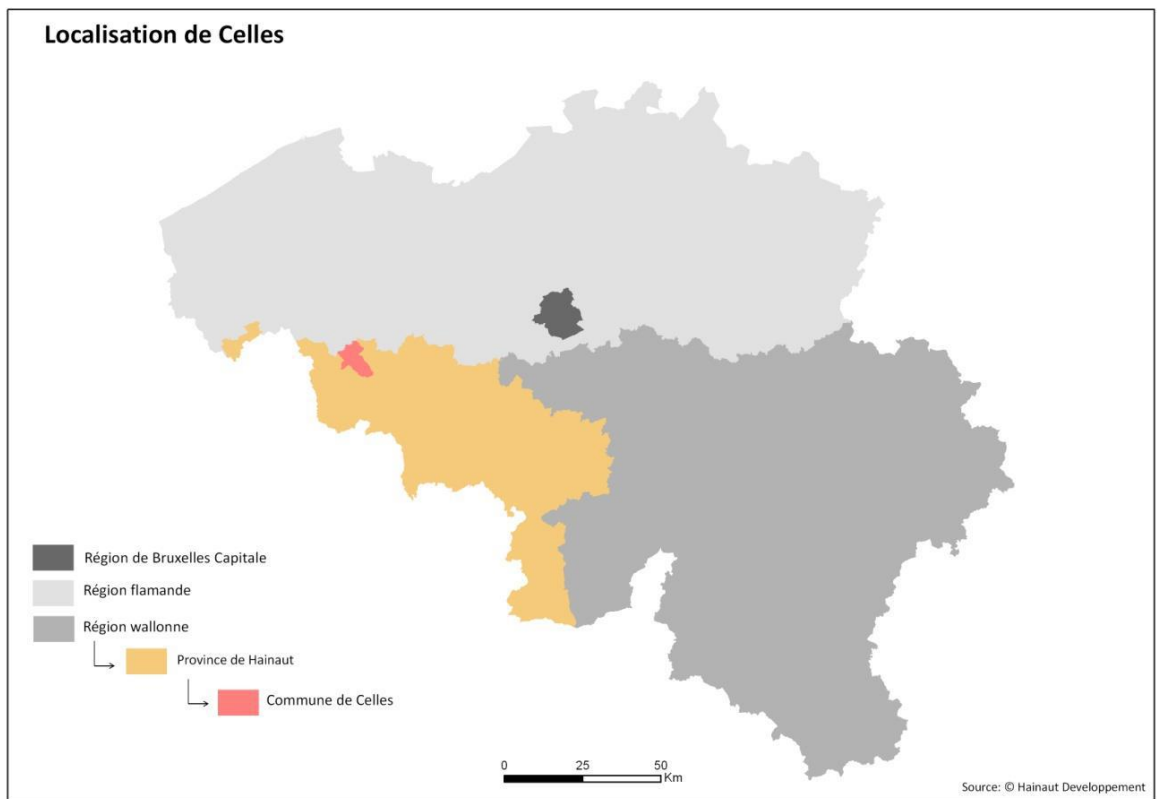 Localisation de Celles
Région de Bruxelles Capitale
Région flamande
Région wallonne
Province de Hainaut
Commune de Celles
0 25 50
Km
Source: © Hainaut Developpement